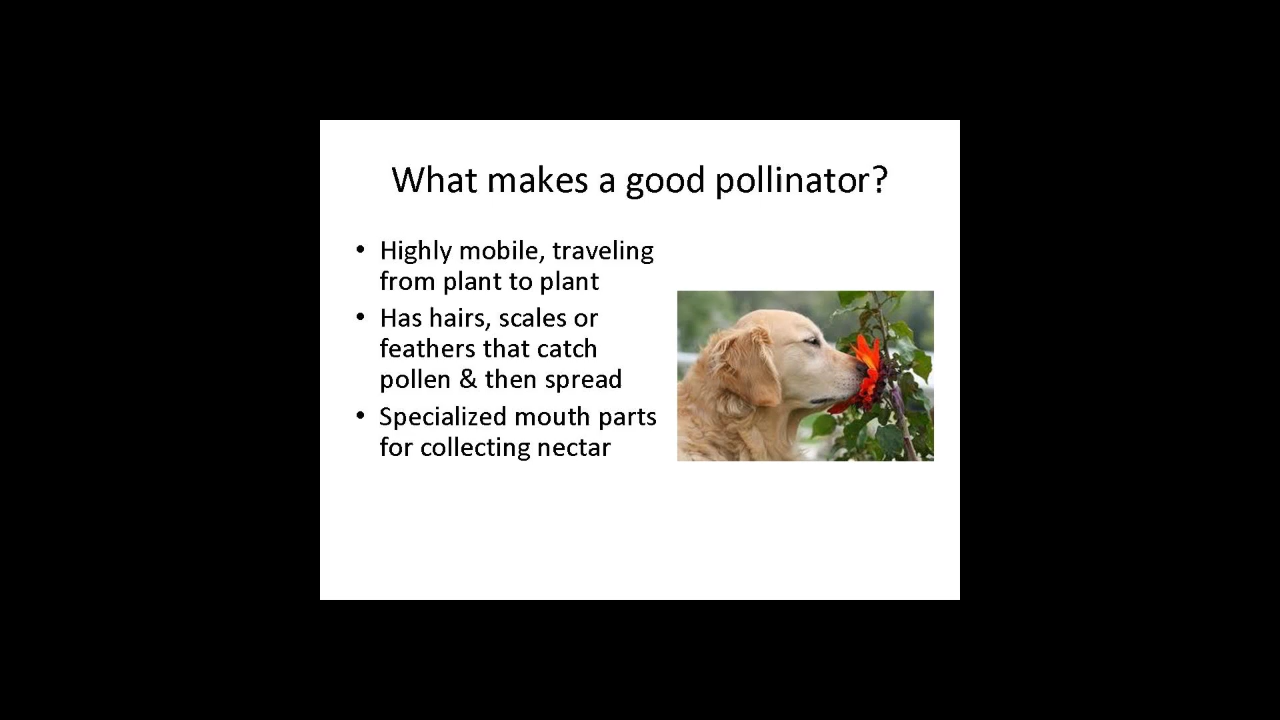 What makes a good pollinator?
• Highly mobile, traveling
from plant to plant
• Has hairs, scales or
feathers that catch
pollen & then spread
• Specialized mouth parts
for collecting nectar